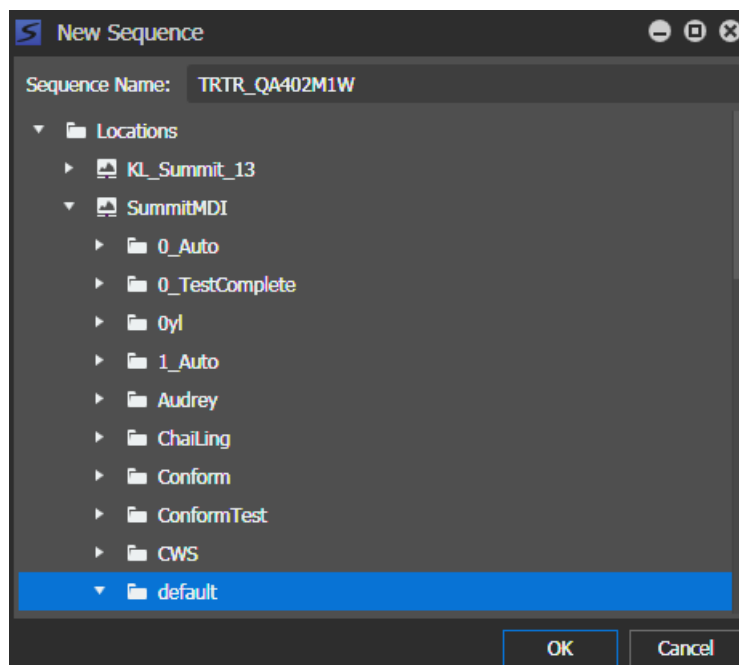 New Sequence
Sequence Name: TRTR_QA402M1W
Locations
KL_Summit_13
SummitMDI
0_Auto
0_TestComplete
0yl
1_Auto
Audrey
ChaiLing
Conform
ConformTest
CWS
default
OK Cancel